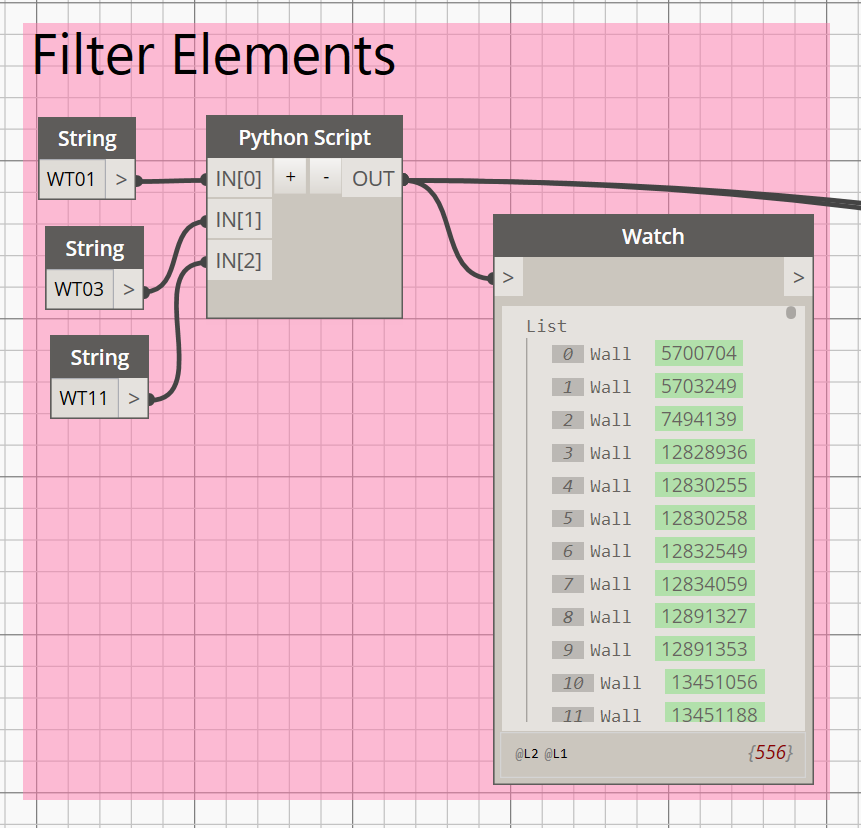 Filter Elements
String
WT01 >
String
WT03 >
String
WT11 >
Python Script
IN[0] + - OUT
IN[1]
IN[2]
Watch
> >
List
0 Wall 5700704
1 Wall 5703249
2 Wall 7494139
3 Wall 12828936
4 Wall 12830255
5 Wall 12830258
6 Wall 12832549
7 Wall 12834059
8 Wall 12891327
9 Wall 12891353
10 Wall 13451056
11 Wall 13451188
@L2 @L1 {556}